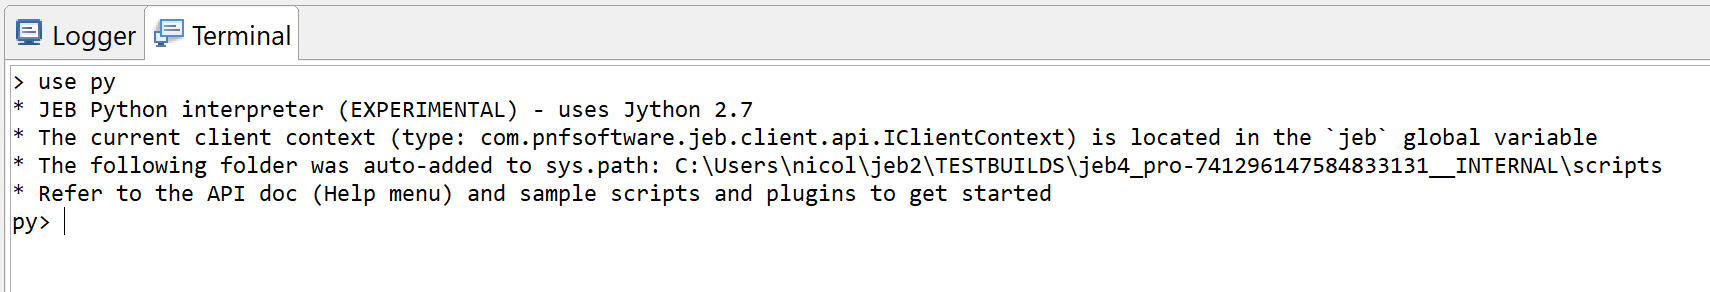 Logger Terminal
> use py
* JEB Python interpreter (EXPERIMENTAL) - uses Jython 2.7
* The current client context (type: com.pnfsoftware.jeb.client.api.IClientContext) is located in the `jeb` global variable
* The following folder was auto-added to sys.path: C:\Users\nicol\jeb2\TESTBUILDS\jeb4_pro-741296147584833131__INTERNAL\scripts
* Refer to the API doc (Help menu) and sample scripts and plugins to get started
py>